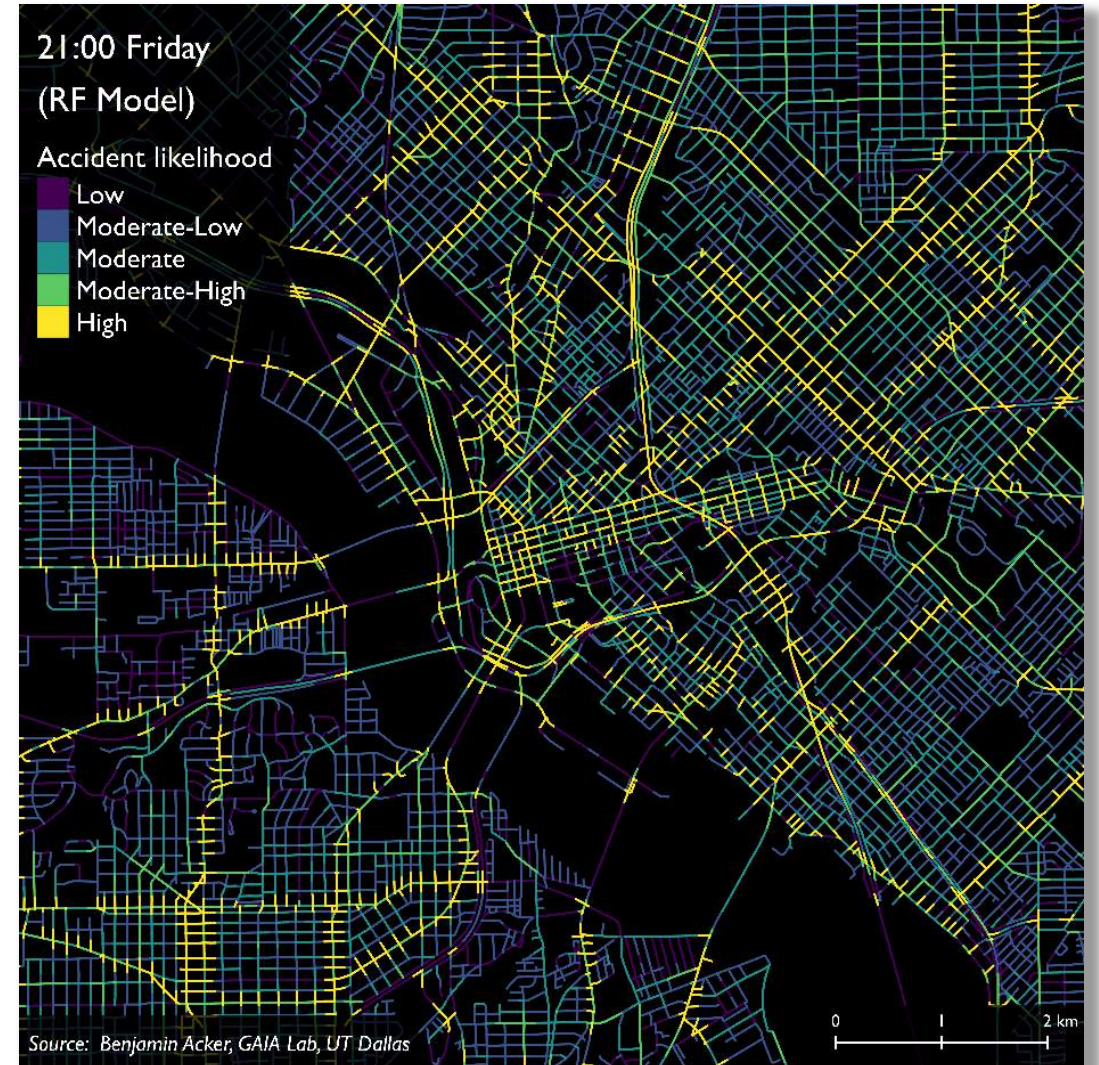 21:00 Friday
(RF Model)
Accident likelihood
Low
Moderate-Low
Moderate
Moderate-High
High
0 2 km
Source: Benjamin Acker, GAIA Lab, UT Dallas